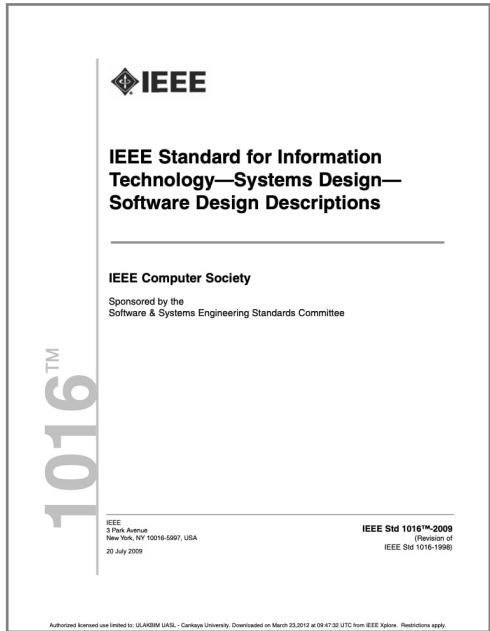 IEEE
IEEE Standard for Information
Technology—Systems Design—
Software Design Descriptions
IEEE Computer Society
Sponsored by the
Software & Systems Engineering Standards Committee
1016™
IEEE
3 Park Avenue
New York, NY 10016-5997, USA
20 July 2009
IEEE Std 1016™-2009
(Revision of
IEEE Std 1016-1998)
Authorized licensed use limited to: ULAKBIM UASL - Cankaya University. Downloaded on March 23,2012 at 09:47:32 UTC from IEEE Xplore. Restrictions apply.